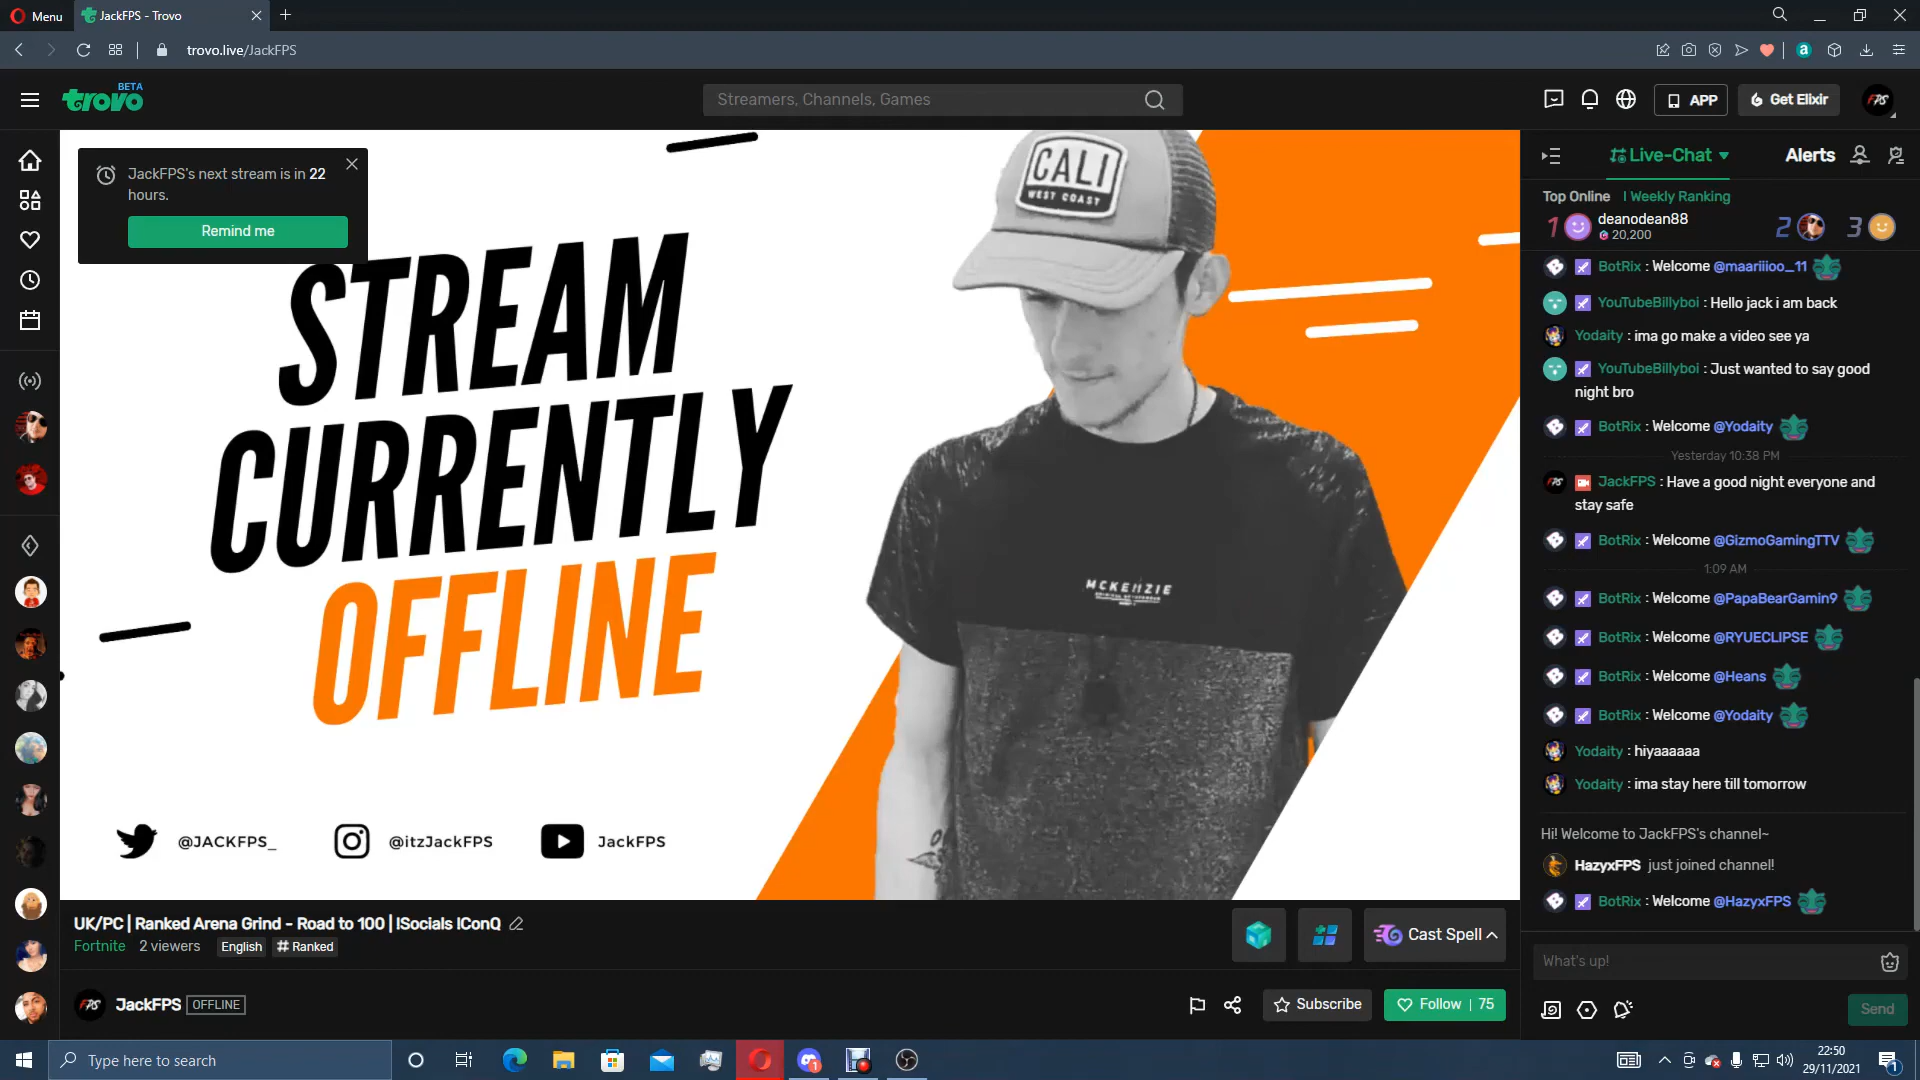 Menu
JackFPS - Trovo
trovo.live/JackFPS
trovo BETA
Streamers, Channels, Games
APP
Get Elixir
FPS
JackFPS's next stream is in 22
hours.
Remind me
CALI
WEST COAST
STREAM
CURRENTLY
OFFLINE
MCKENZIE
@JACKFPS_
@itzJackFPS
JackFPS
UK/PC | Ranked Arena Grind - Road to 100 | !Socials !ConQ
Fortnite
2 viewers
English
# Ranked
Cast Spell
FPS
JackFPS
OFFLINE
Subscribe
Follow | 75
Live-Chat
Alerts
Top Online | Weekly Ranking
1
deanodean88
20,200
2
3
BotRix : Welcome @maariiioo_11
YouTubeBillyboi : Hello jack i am back
Yodaity : ima go make a video see ya
YouTubeBillyboi : Just wanted to say good
night bro
BotRix : Welcome @Yodaity
Yesterday 10:38 PM
JackFPS : Have a good night everyone and
stay safe
BotRix : Welcome @GizmoGamingTTV
1:09 AM
BotRix : Welcome @PapaBearGamin9
BotRix : Welcome @RYUECLIPSE
BotRix : Welcome @Heans
BotRix : Welcome @Yodaity
Yodaity : hiyaaaaaa
Yodaity : ima stay here till tomorrow
Hi! Welcome to JackFPS's channel~
HazyxFPS just joined channel!
BotRix : Welcome @HazyxFPS
What's up!
Send
Type here to search
22:50
29/11/2021